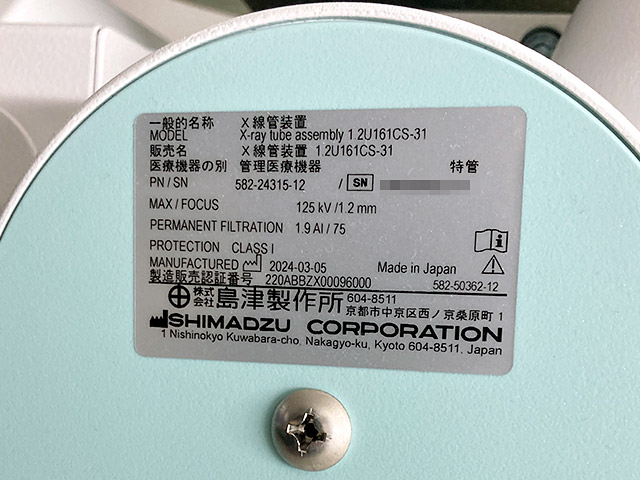 一般的名称 X線管装置
MODEL X-ray tube assembly 1.2U161CS-31
販売名 X線管装置 1.2U161CS-31
医療機器の別 管理医療機器 特管
PN / SN 582-24315-12 / SN
MAX / FOCUS 125 kV / 1.2 mm
PERMANENT FILTRATION 1.9 Al / 75
PROTECTION CLASS I
MANUFACTURED 2024-03-05 Made in Japan
製造販売認証番号 220ABBZX00096000 582-50362-12
株式会社 島津製作所 604-8511
京都市中京区西ノ京桑原町 1
SHIMADZU CORPORATION
1 Nishinokyo Kuwabara-cho, Nakagyo-ku, Kyoto 604-8511, Japan